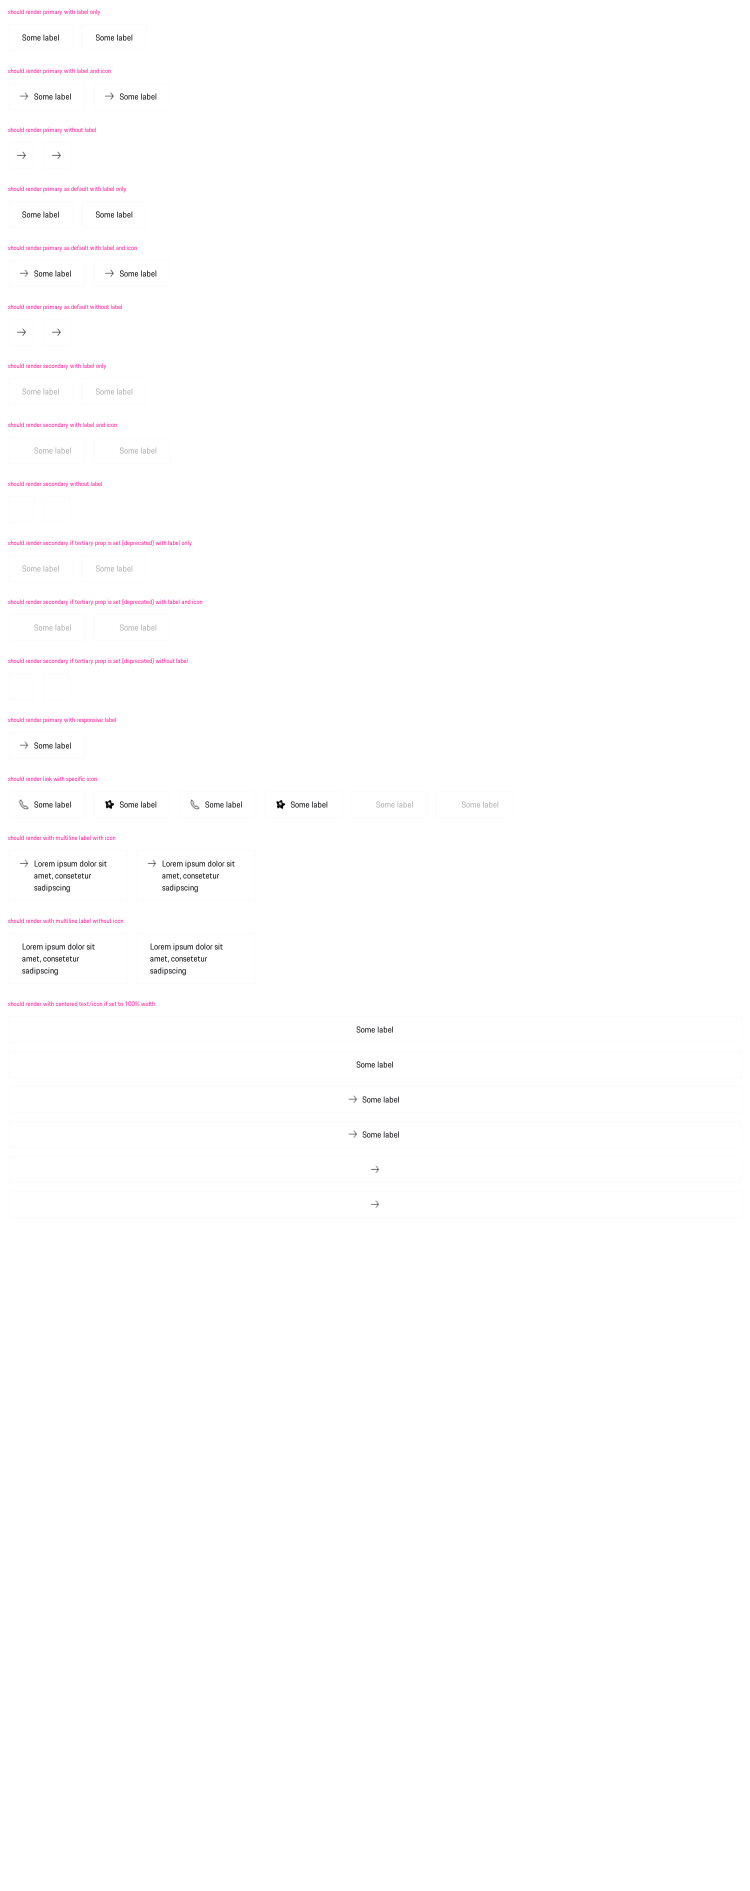 should render primary with label only
Some label Some label
should render primary with label and icon
Some label Some label
should render primary without label
should render primary as default with label only
Some label Some label
should render primary as default with label and icon
Some label Some label
should render primary as default without label
should render secondary with label only
Some label Some label
should render secondary with label and icon
Some label Some label
should render secondary without label
should render secondary if tertiary prop is set (deprecated) with label only
Some label Some label
should render secondary if tertiary prop is set (deprecated) with label and icon
Some label Some label
should render secondary if tertiary prop is set (deprecated) without label
should render primary with responsive label
Some label
should render link with specific icon
Some label Some label Some label Some label Some label Some label
should render with multiline label with icon
Lorem ipsum dolor sit Lorem ipsum dolor sit
amet, consetetur amet, consetetur
sadipscing sadipscing
should render with multiline label without icon
Lorem ipsum dolor sit Lorem ipsum dolor sit
amet, consetetur amet, consetetur
sadipscing sadipscing
should render with centered text/icon if set to 100% width
Some label
Some label
Some label
Some label